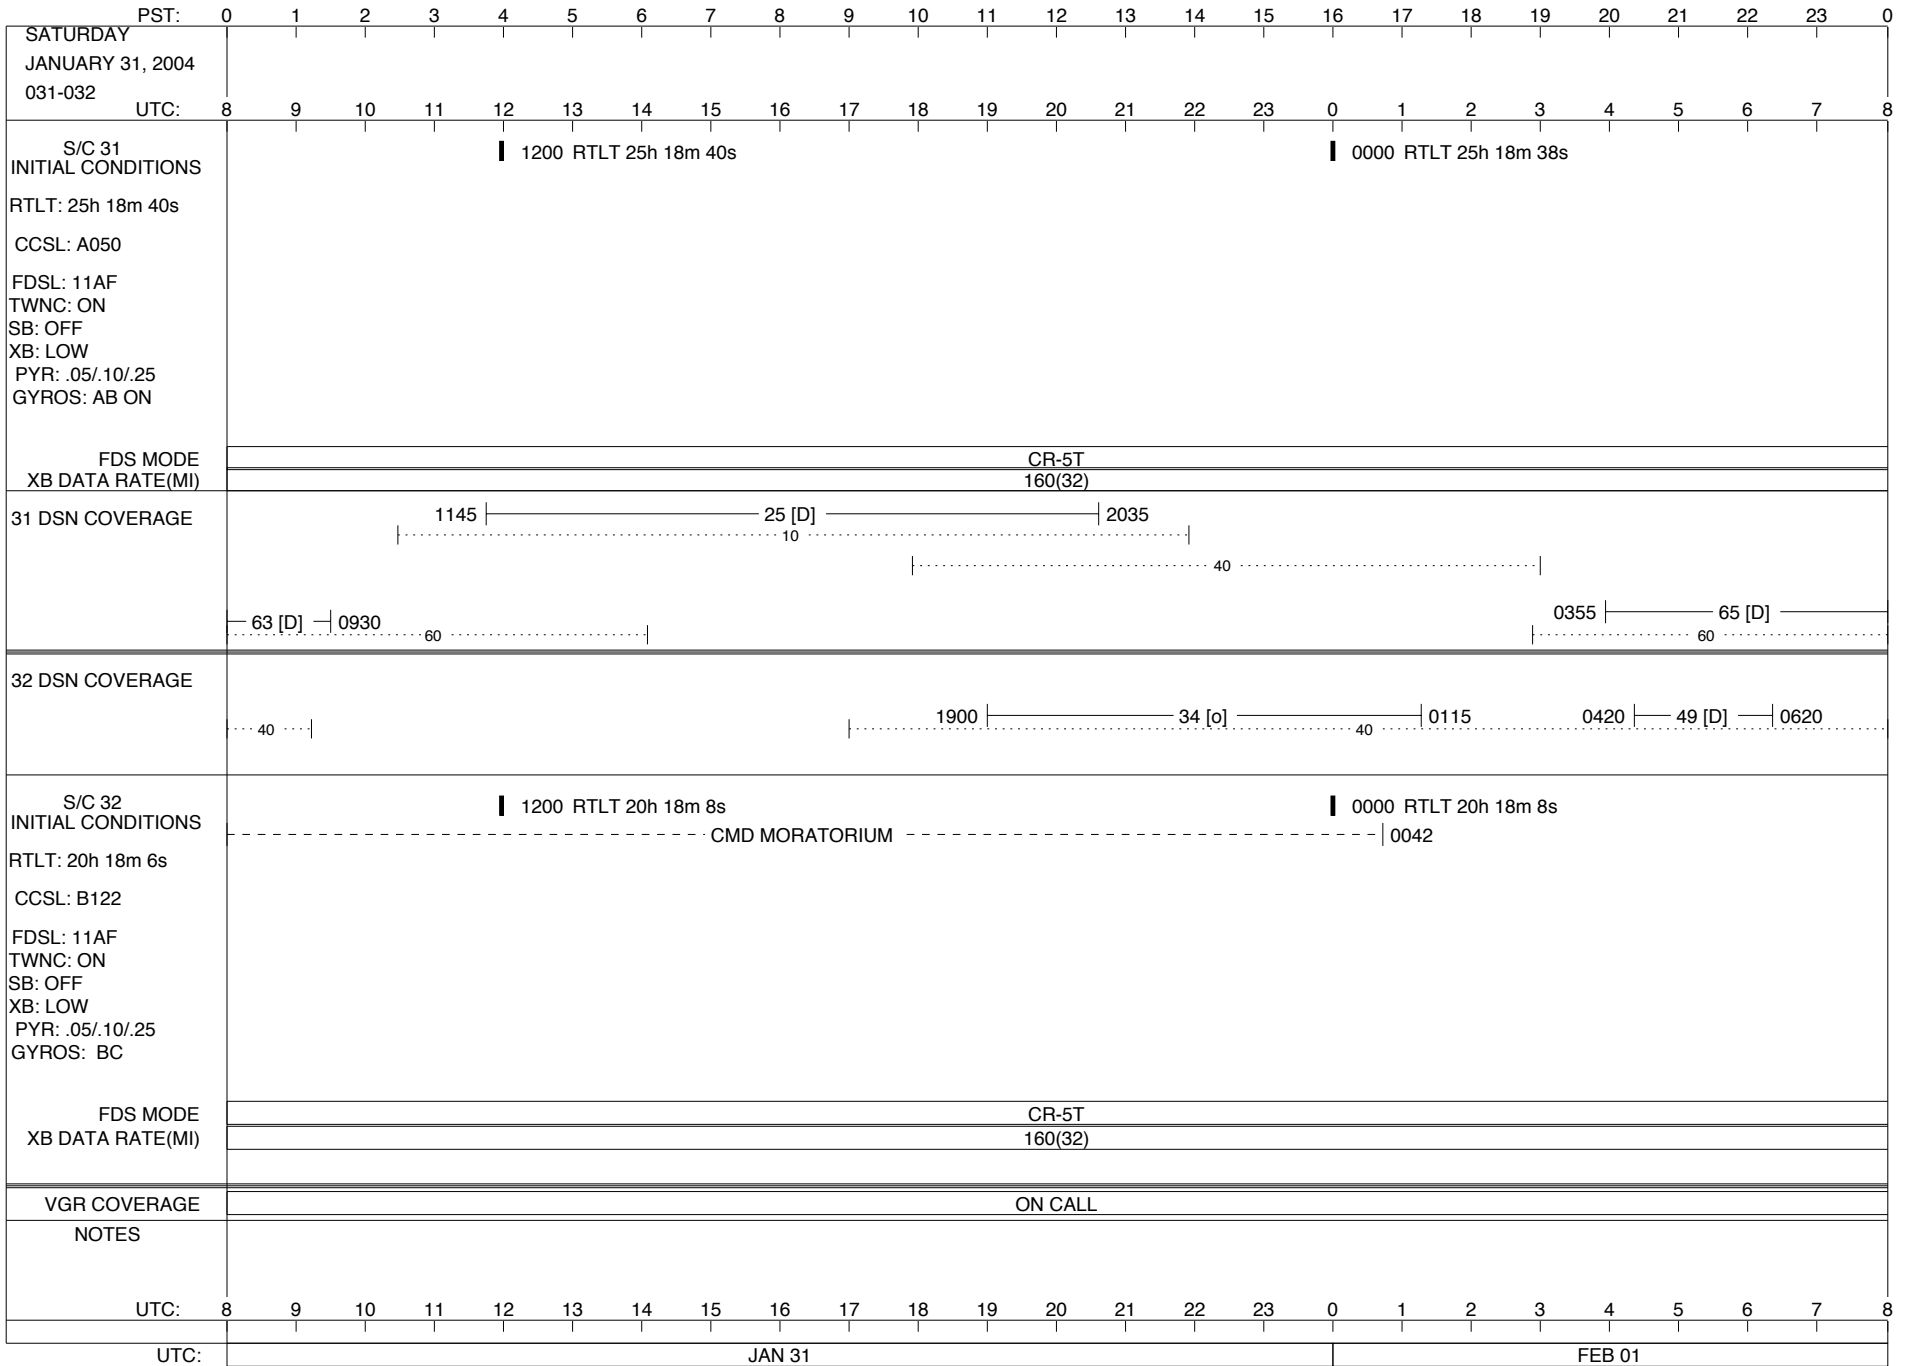 PST: 0 1 2 3 4 5 6 7 8 9 10 11 12 13 14 15 16 17 18 19 20 21 22 23 0
SATURDAY
JANUARY 31, 2004
031-032
UTC: 8 9 10 11 12 13 14 15 16 17 18 19 20 21 22 23 0 1 2 3 4 5 6 7 8
S/C 31
INITIAL CONDITIONS
1200 RTLT 25h 18m 40s
0000 RTLT 25h 18m 38s
RTLT: 25h 18m 40s
CCSL: A050
FDSL: 11AF
TWNC: ON
SB: OFF
XB: LOW
PYR: .05/.10/.25
GYROS: AB ON
FDS MODE CR-5T
XB DATA RATE(MI) 160(32)
31 DSN COVERAGE
1145 25 [D] 2035
10
40
63 [D] 0930
0355 65 [D]
60
60
32 DSN COVERAGE
1900 34 [o] 0115
0420 49 [D] 0620
40
40
S/C 32
INITIAL CONDITIONS
1200 RTLT 20h 18m 8s
0000 RTLT 20h 18m 8s
CMD MORATORIUM 0042
RTLT: 20h 18m 6s
CCSL: B122
FDSL: 11AF
TWNC: ON
SB: OFF
XB: LOW
PYR: .05/.10/.25
GYROS: BC
FDS MODE CR-5T
XB DATA RATE(MI) 160(32)
VGR COVERAGE ON CALL
NOTES
UTC: 8 9 10 11 12 13 14 15 16 17 18 19 20 21 22 23 0 1 2 3 4 5 6 7 8
UTC: JAN 31 FEB 01